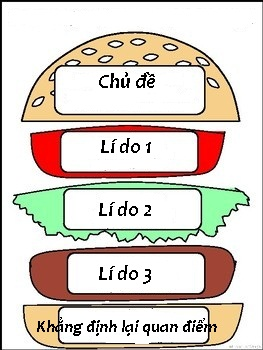 Chủ đề
Lí do 1
Lí do 2
Lí do 3
Khẳng định lại quan điểm